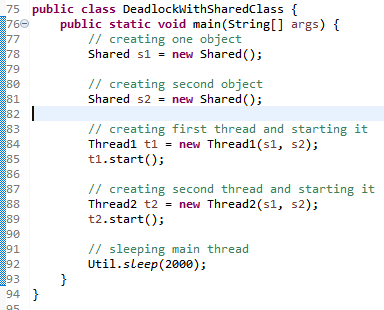 75 public class DeadlockWithSharedClass {
76 public static void main(String[] args) {
77 // creating one object
78 Shared s1 = new Shared();
79
80 // creating second object
81 Shared s2 = new Shared();
82
83 // creating first thread and starting it
84 Thread1 t1 = new Thread1(s1, s2);
85 t1.start();
86
87 // creating second thread and starting it
88 Thread2 t2 = new Thread2(s1, s2);
89 t2.start();
90
91 // sleeping main thread
92 Util.sleep(2000);
93 }
94 }
95